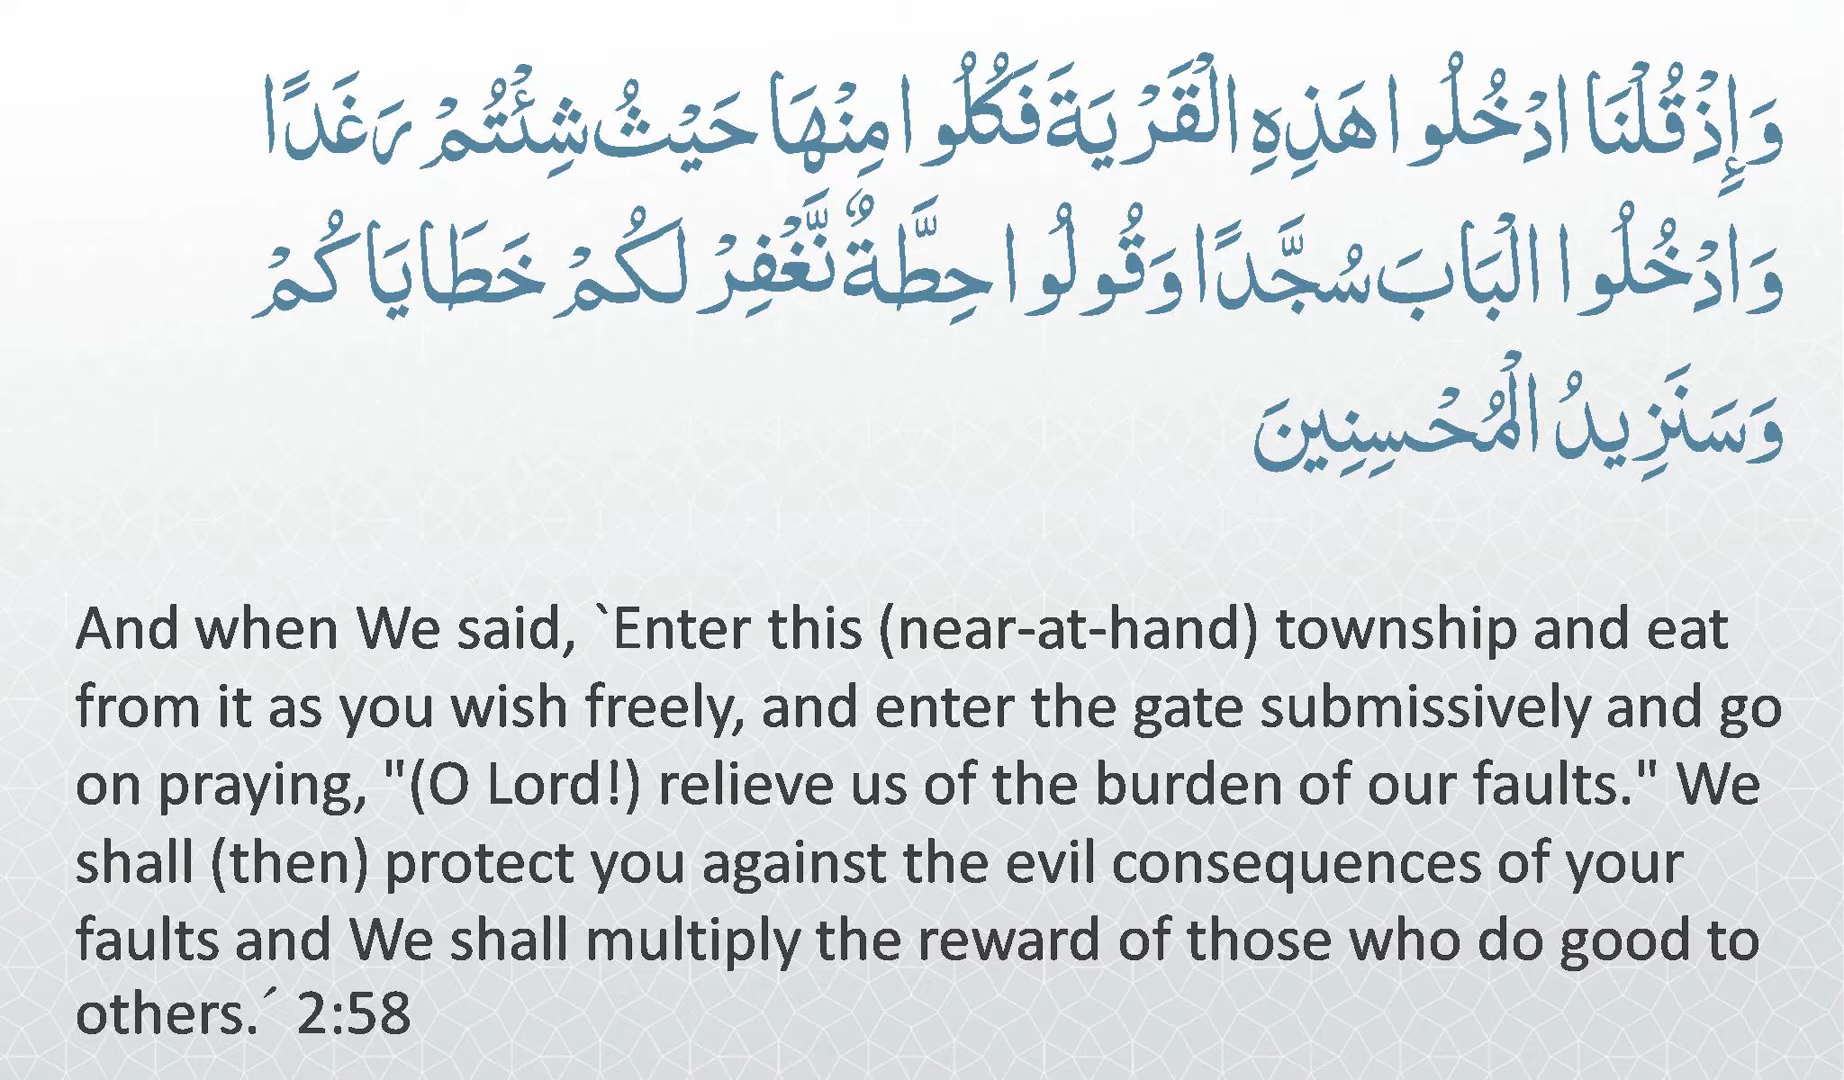 وَإِذْ قُلْنَا ادْخُلُوا هَذِهِ الْقَرْيَةَ فَكُلُوا مِنْهَا حَيْثُ شِئْتُمْ رَغَدًا
وَادْخُلُوا الْبَابَ سُجَّدًا وَقُولُوا حِطَّةٌ نَّغْفِرْ لَكُمْ خَطَايَاكُمْ
وَسَنَزِيدُ الْمُحْسِنِينَ
And when We said, `Enter this (near-at-hand) township and eat
from it as you wish freely, and enter the gate submissively and go
on praying, "(O Lord!) relieve us of the burden of our faults." We
shall (then) protect you against the evil consequences of your
faults and We shall multiply the reward of those who do good to
others.´ 2:58